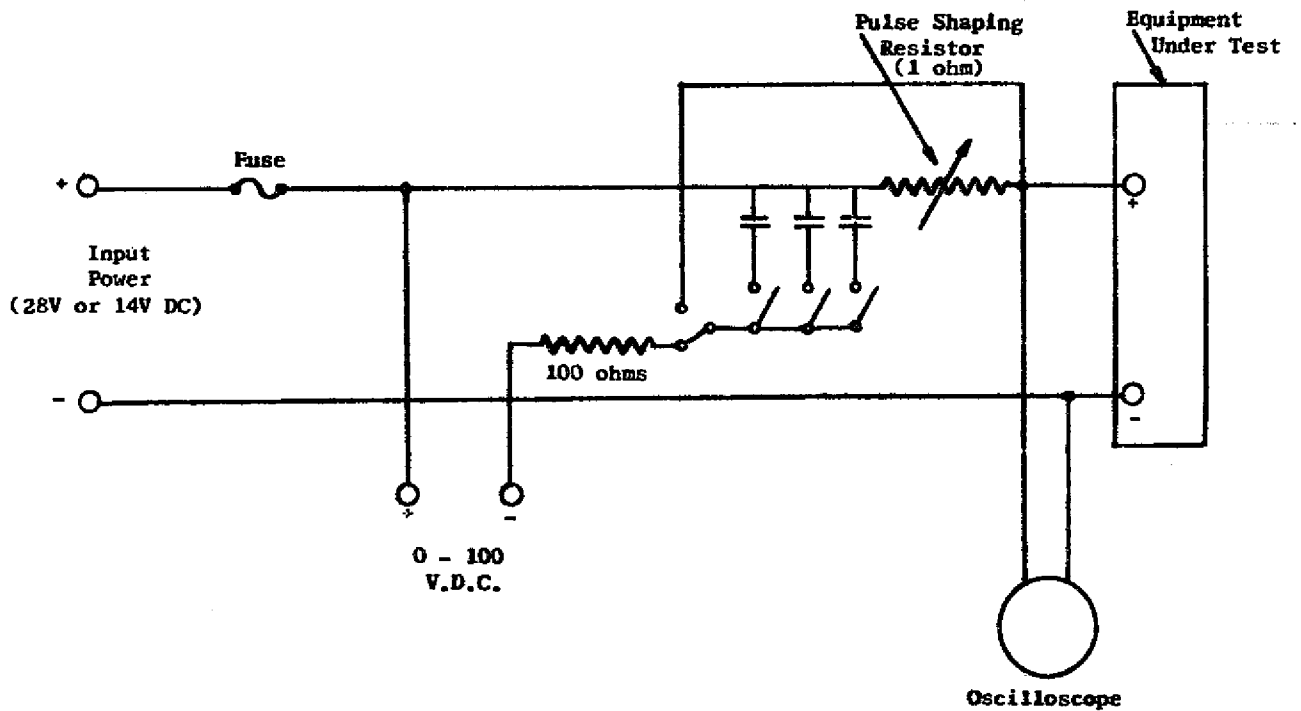 Pulse Shaping
Resistor
(1 ohm)
Equipment
Under Test
Fuse
+
+
Input
Power
(28V or 14V DC)
100 ohms
-
-
+
-
0 - 100
V.D.C.
Oscilloscope